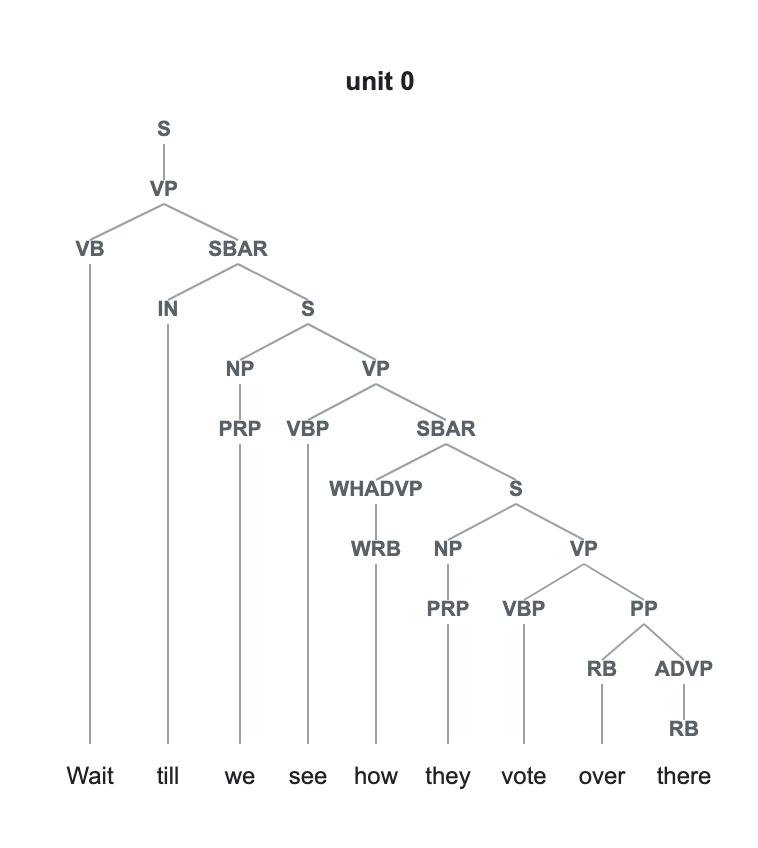 unit 0
S
VP
VB SBAR
IN S
NP VP
PRP VBP SBAR
WHADVP S
WRB NP VP
PRP VBP PP
RB ADVP
RB
Wait till we see how they vote over there